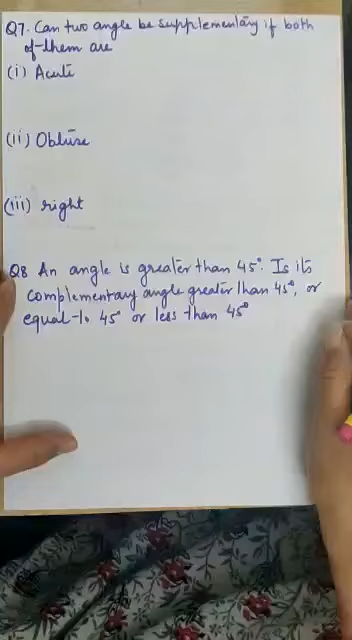 Q7. Can two angle be supplementary if both
of them are
(i) Acute
(ii) Obtuse
(iii) right
Q8 An angle is greater than 45°. Is its
complementary angle greater than 45°, or
equal to 45° or less than 45°